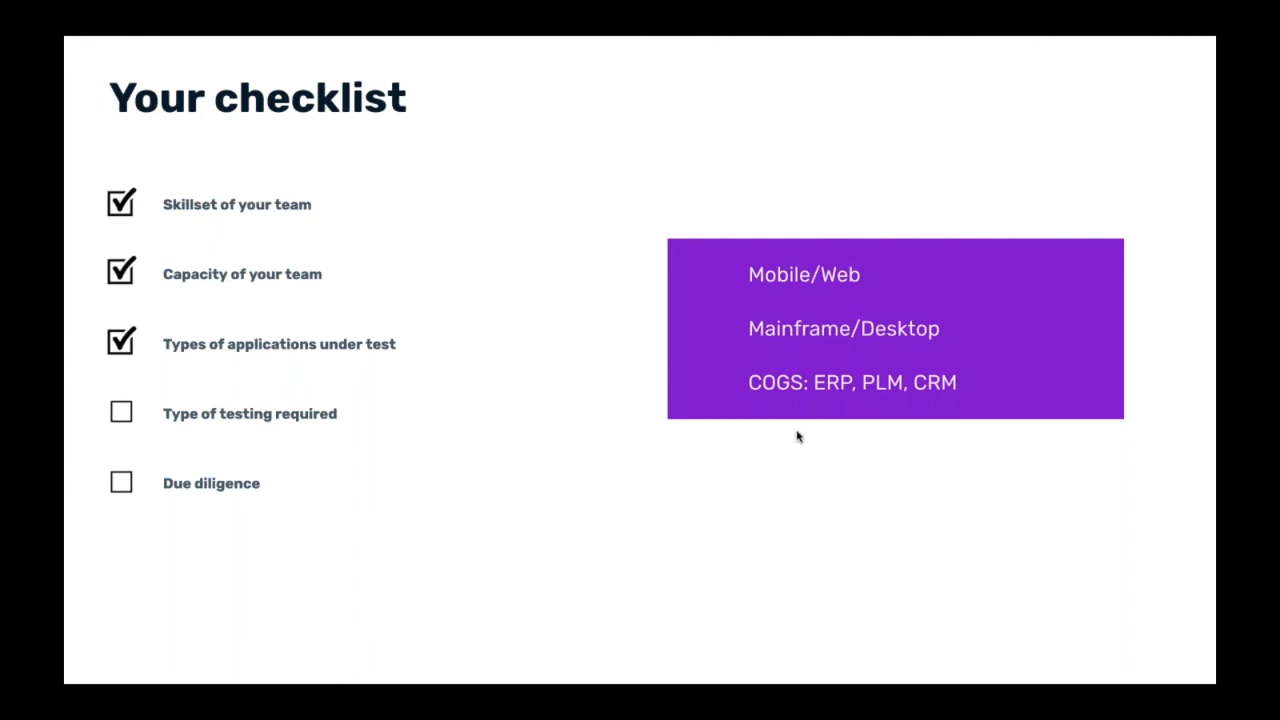 Your checklist
Skillset of your team
Capacity of your team
Types of applications under test
Type of testing required
Due diligence
Mobile/Web
Mainframe/Desktop
COGS: ERP, PLM, CRM